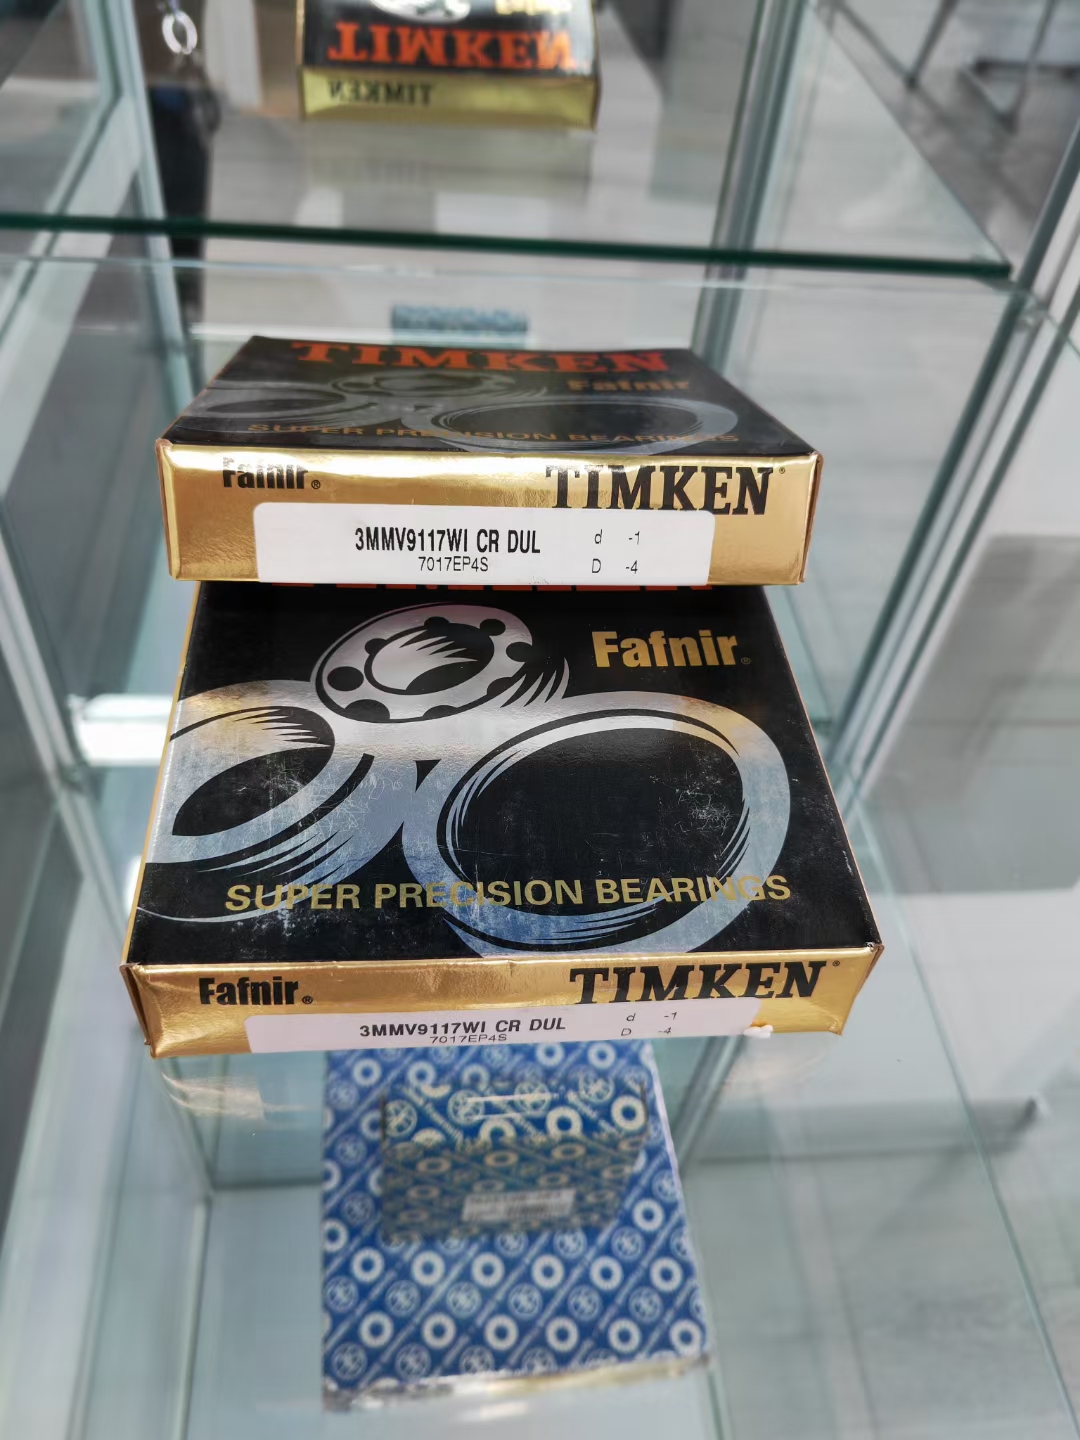 TIMKEN
TIMKEN
TIMKEN
Fafnir
SUPER PRECISION BEARINGS
Fafnir® TIMKEN®
3MMV9117WI CR DUL d -1
7017EP4S D -4
Fafnir®
SUPER PRECISION BEARINGS
Fafnir® TIMKEN®
3MMV9117WI CR DUL d -1
7017EP4S D -4